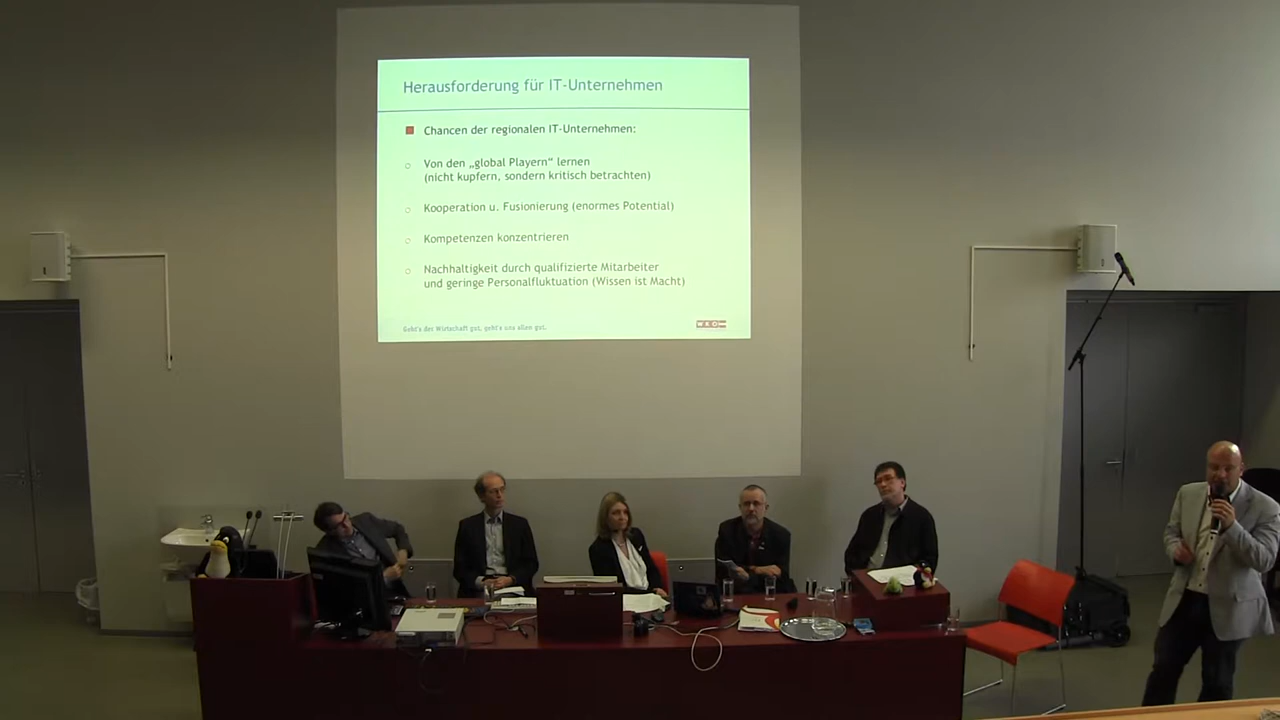 Herausforderung für IT-Unternehmen
Chancen der regionalen IT-Unternehmen:
Von den „global Playern“ lernen
(nicht kupfern, sondern kritisch betrachten)
Kooperation u. Fusionierung (enormes Potential)
Kompetenzen konzentrieren
Nachhaltigkeit durch qualifizierte Mitarbeiter
und geringe Personalfluktuation (Wissen ist Macht)
Geht's der Wirtschaft gut, geht's uns allen gut.
WKO